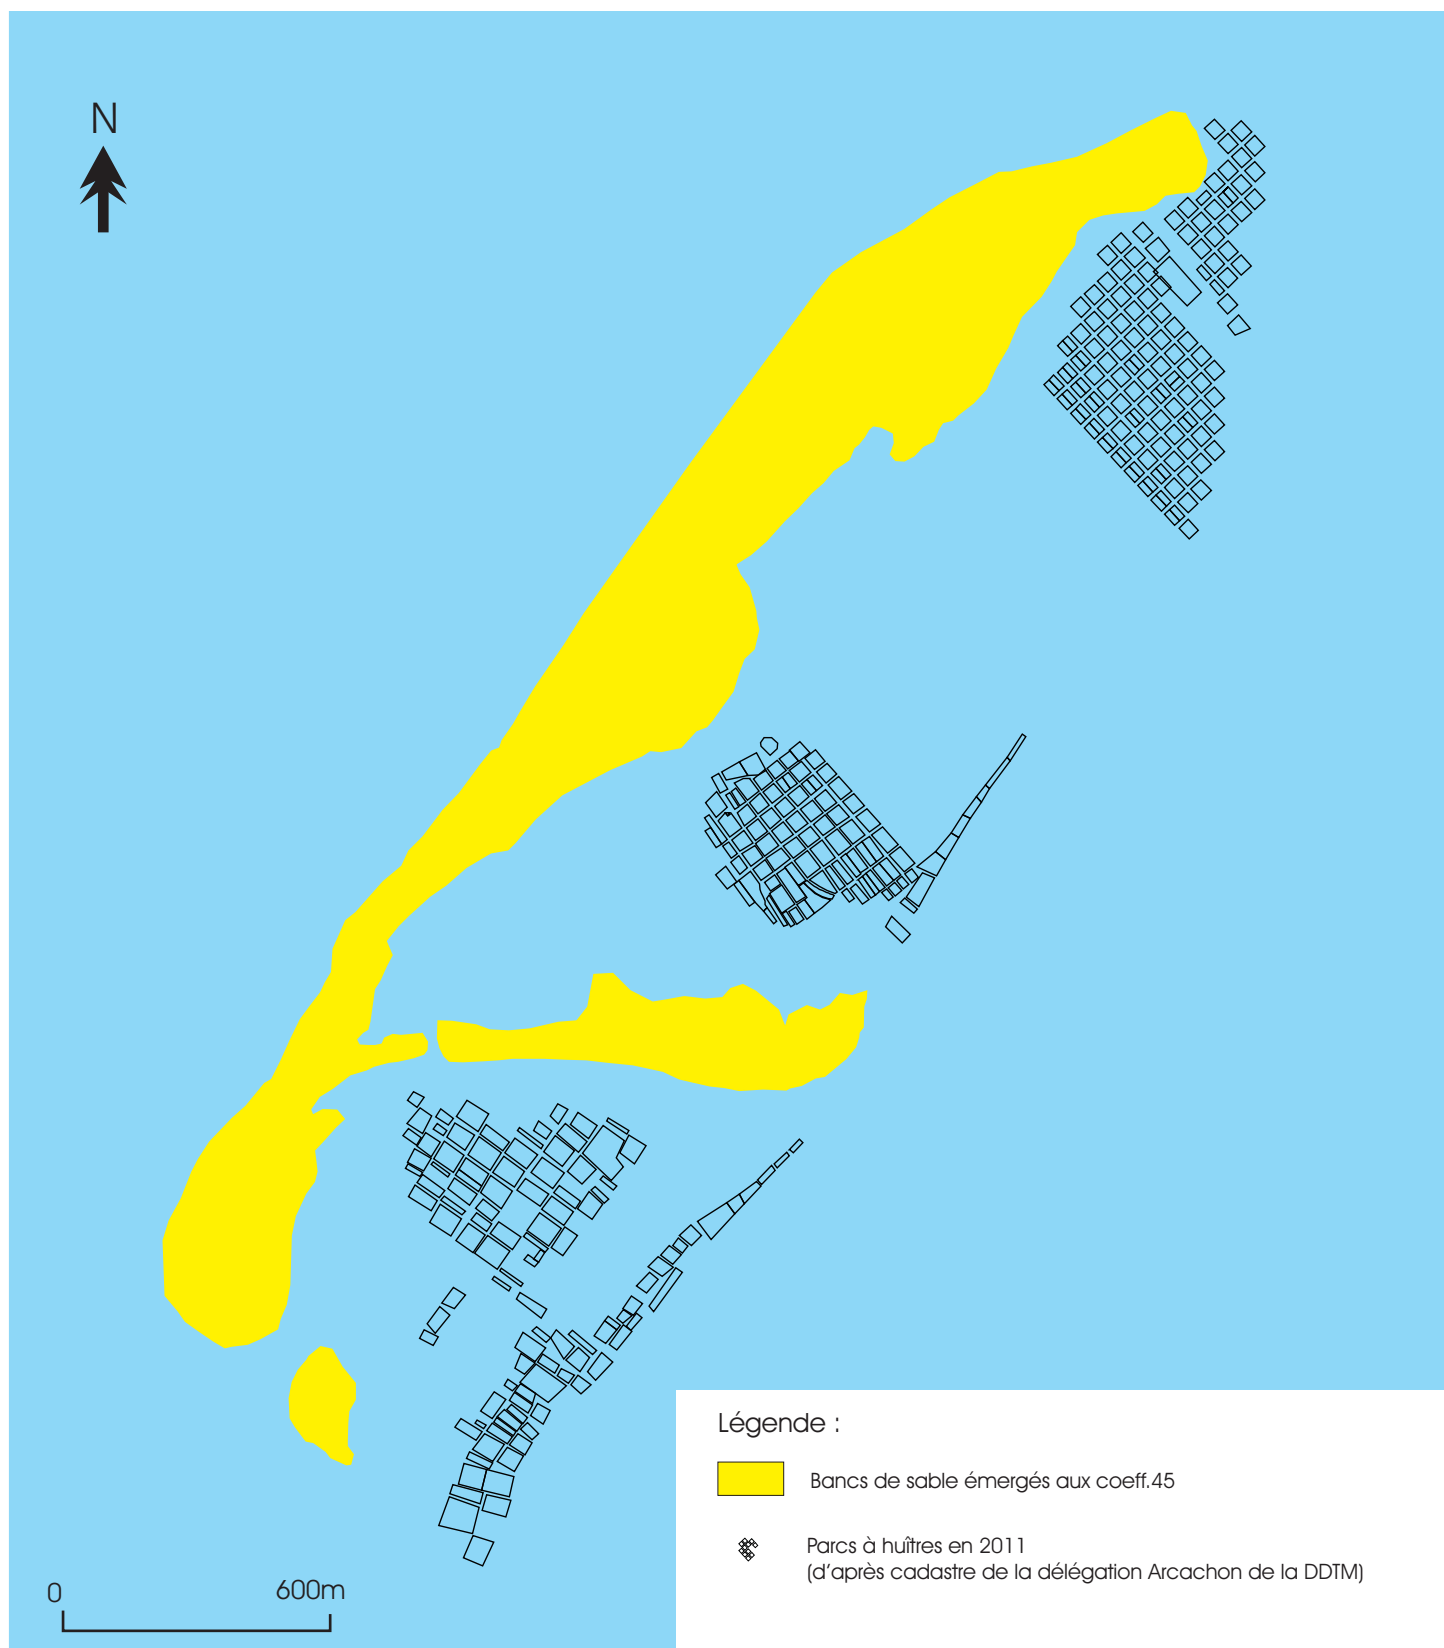 N
Légende :
Bancs de sable émergés aux coeff.45
Parcs à huîtres en 2011
(d'après cadastre de la délégation Arcachon de la DDTM)
0 600m